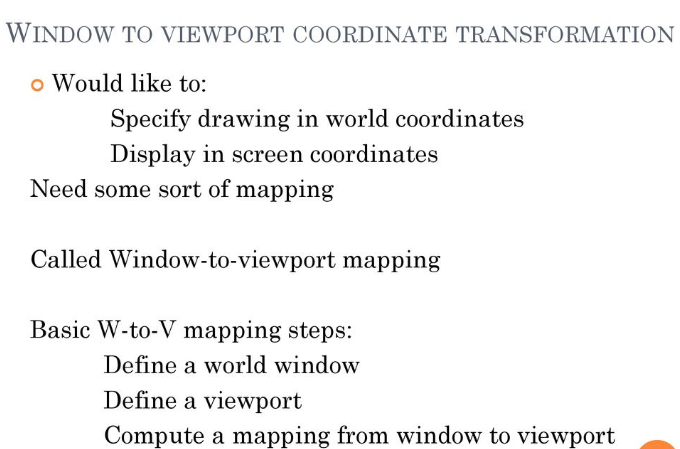 WINDOW TO VIEWPORT COORDINATE TRANSFORMATION
Would like to:
Specify drawing in world coordinates
Display in screen coordinates
Need some sort of mapping
Called Window-to-viewport mapping
Basic W-to-V mapping steps:
Define a world window
Define a viewport
Compute a mapping from window to viewport